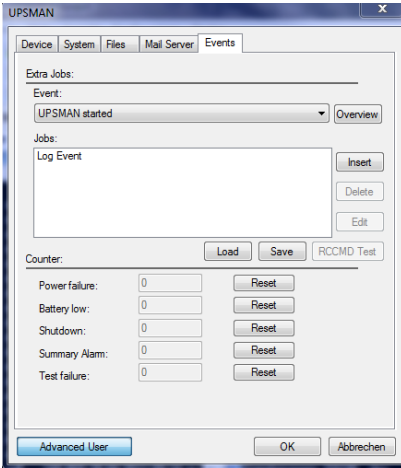 UPSMAN
x
Device System Files Mail Server Events
Extra Jobs:
Event:
UPSMAN started Overview
Jobs:
Log Event
Insert
Delete
Edit
Load Save RCCMD Test
Counter:
Power failure: 0 Reset
Battery low: 0 Reset
Shutdown: 0 Reset
Summary Alarm: 0 Reset
Test failure: 0 Reset
Advanced User OK Abbrechen